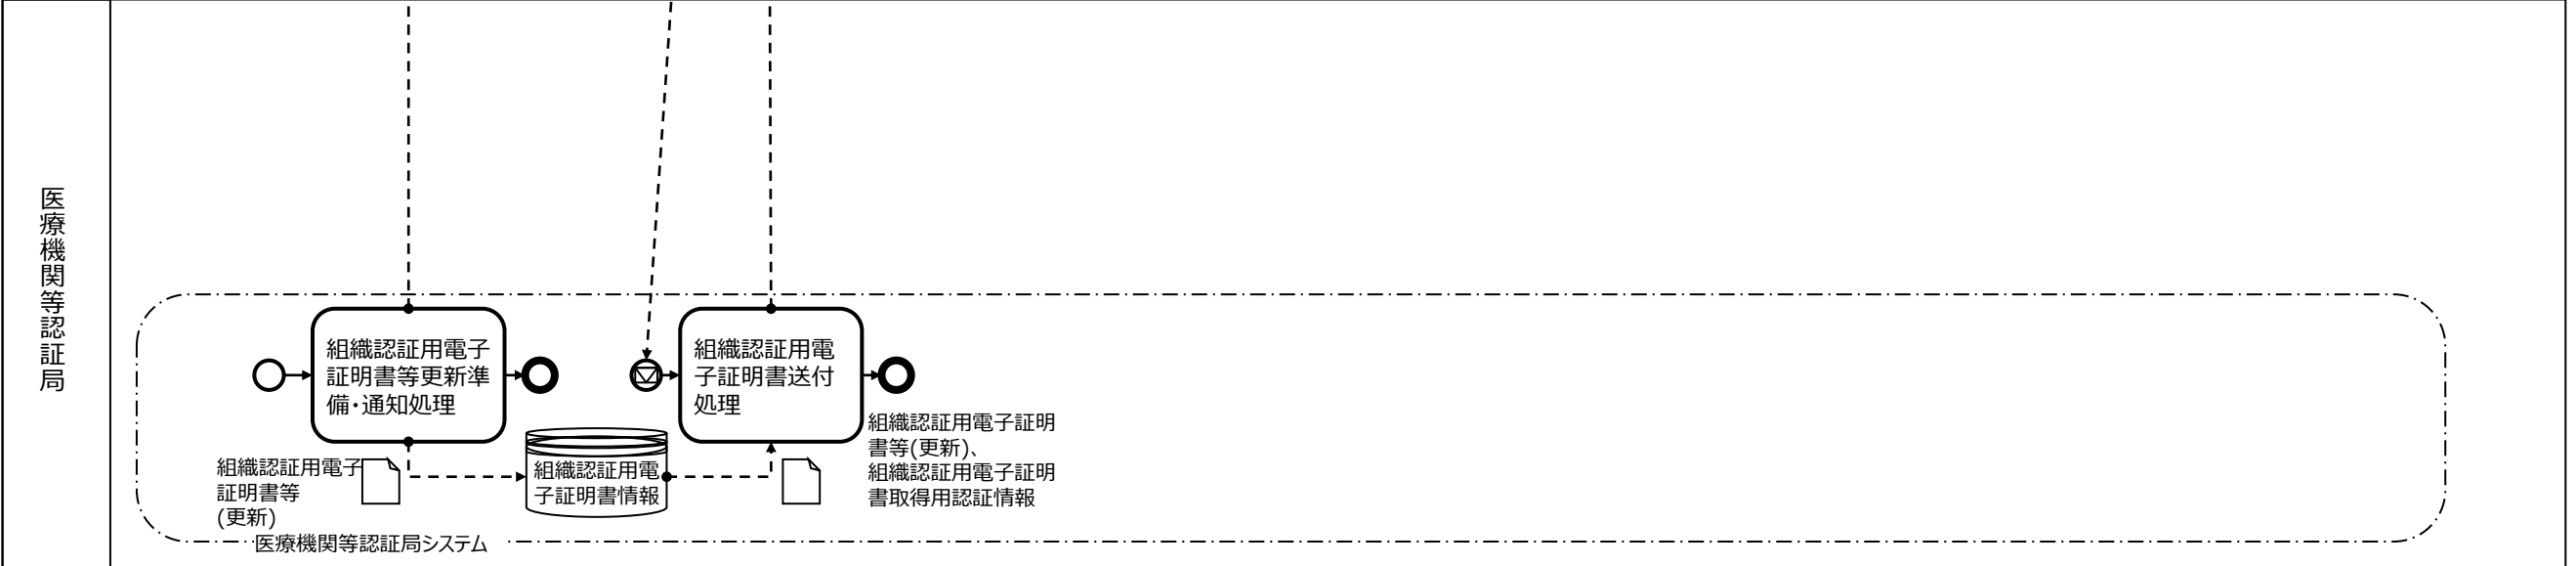 医療機関等認証局
組織認証用電子
証明書等更新準
備・通知処理
組織認証用電
子証明書送付
処理
組織認証用電子
証明書等
(更新)
組織認証用電
子証明書情報
組織認証用電子証明
書等(更新)、
組織認証用電子証明
書取得用認証情報
医療機関等認証局システム